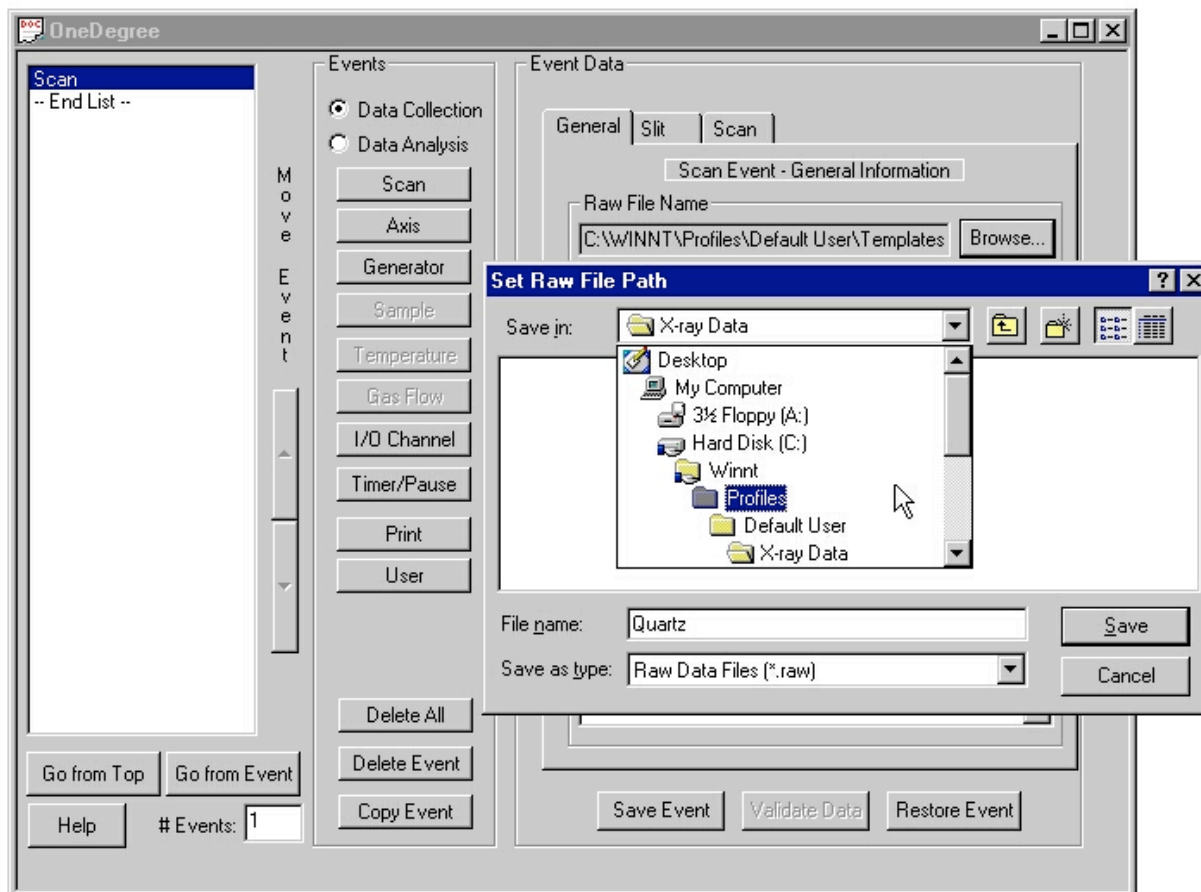 DOC
OneDegree
Scan
-- End List --
Move Event
Events
Data Collection
Data Analysis
Scan
Axis
Generator
Sample
Temperature
Gas Flow
I/O Channel
Timer/Pause
Print
User
Delete All
Delete Event
Copy Event
Go from Top
Go from Event
Help
# Events: 1
Event Data
General Slit Scan
Scan Event - General Information
Raw File Name
C:\WINNT\Profiles\Default User\Templates Browse...
Set Raw File Path
Save in: X-ray Data
Desktop
My Computer
3½ Floppy (A:)
Hard Disk (C:)
Winnt
Profiles
Default User
X-ray Data
File name: Quartz Save
Save as type: Raw Data Files (*.raw) Cancel
Save Event Validate Data Restore Event